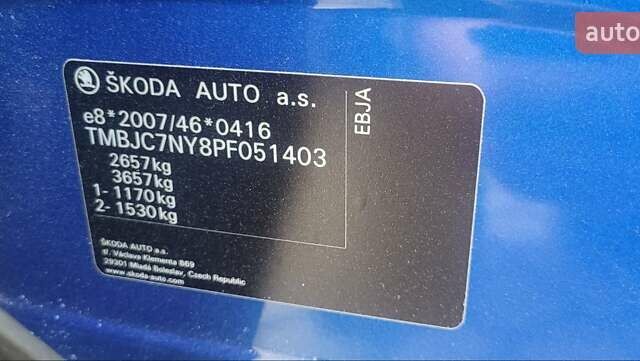 auto
ŠKODA AUTO a.s.
EBJA
e8*2007/46*0416
TMBJC7NY8PF051403
2657kg
3657kg
1- 1170kg
2- 1530kg
ŠKODA AUTO a.s.
tř. Václava Klementa 869
29301 Mladá Boleslav, Czech Republic
www.skoda-auto.com